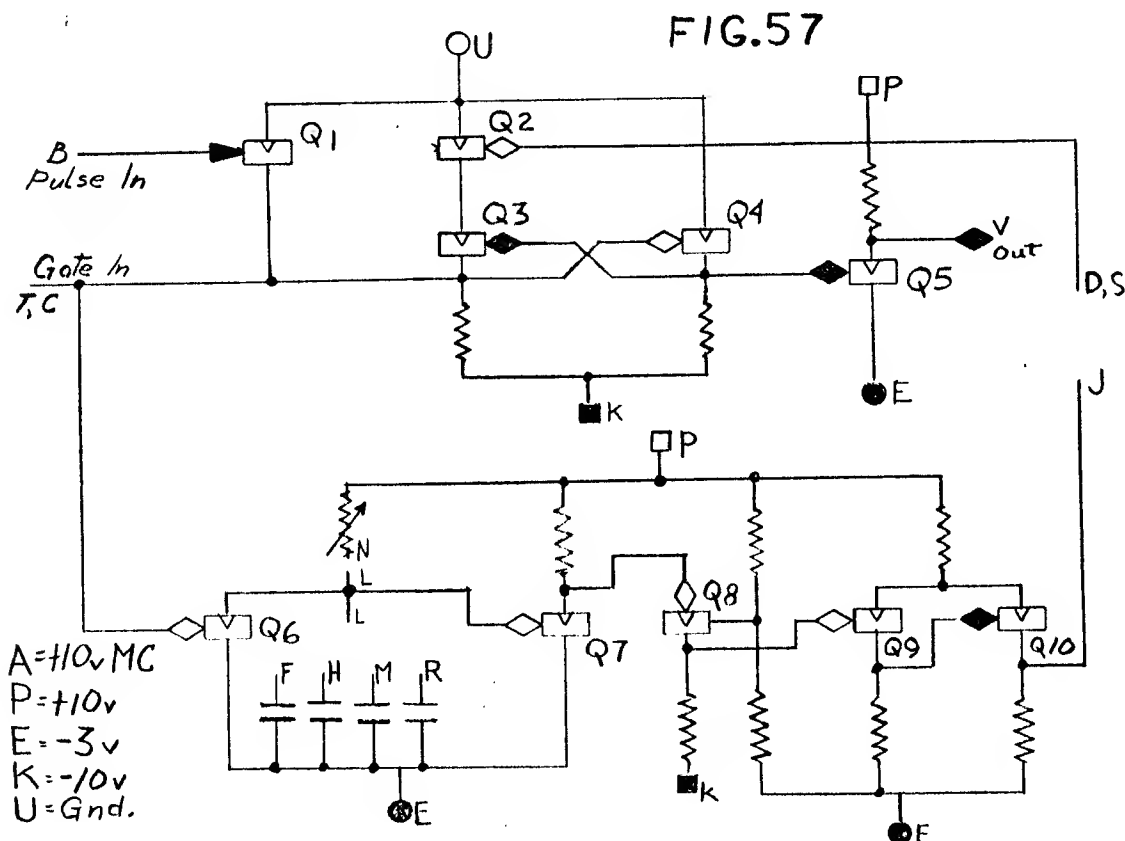 FIG.57
U
P
Q1
Q2
B
Pulse In
Q3
Q4
V
Out
Gate In
T, C
Q5
D,S
K
E
J
P
N
L
L
Q6
Q7
Q8
Q9
Q10
F
H
M
R
A=+10v MC
P=+10v
E=-3v
K=-10v
U=Gnd.
E
K
E